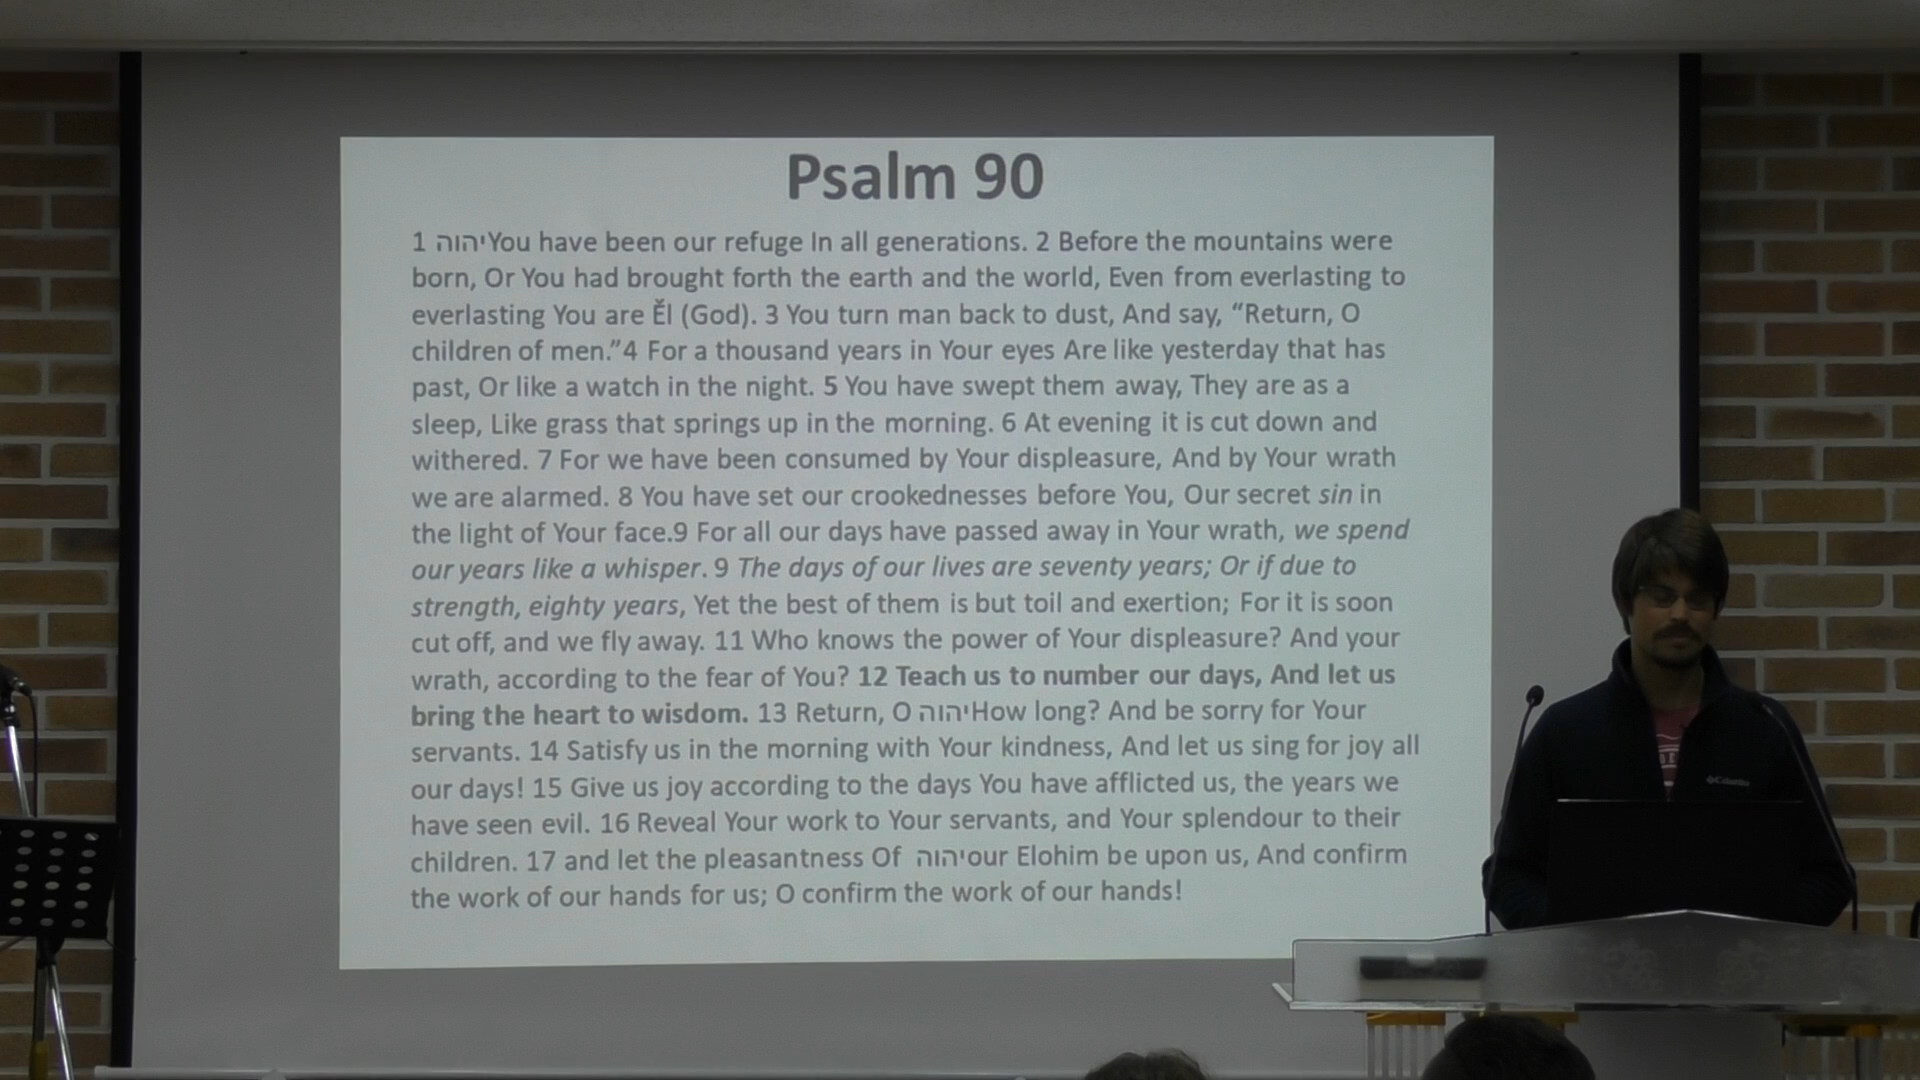 Psalm 90
1 יהוה You have been our refuge In all generations. 2 Before the mountains were
born, Or You had brought forth the earth and the world, Even from everlasting to
everlasting You are Ěl (God). 3 You turn man back to dust, And say, “Return, O
children of men.”4 For a thousand years in Your eyes Are like yesterday that has
past, Or like a watch in the night. 5 You have swept them away, They are as a
sleep, Like grass that springs up in the morning. 6 At evening it is cut down and
withered. 7 For we have been consumed by Your displeasure, And by Your wrath
we are alarmed. 8 You have set our crookednesses before You, Our secret sin in
the light of Your face.9 For all our days have passed away in Your wrath, we spend
our years like a whisper. 9 The days of our lives are seventy years; Or if due to
strength, eighty years, Yet the best of them is but toil and exertion; For it is soon
cut off, and we fly away. 11 Who knows the power of Your displeasure? And your
wrath, according to the fear of You? 12 Teach us to number our days, And let us
bring the heart to wisdom. 13 Return, O יהוה How long? And be sorry for Your
servants. 14 Satisfy us in the morning with Your kindness, And let us sing for joy all
our days! 15 Give us joy according to the days You have afflicted us, the years we
have seen evil. 16 Reveal Your work to Your servants, and Your splendour to their
children. 17 and let the pleasantness Of יהוה our Elohim be upon us, And confirm
the work of our hands for us; O confirm the work of our hands!
Columbia